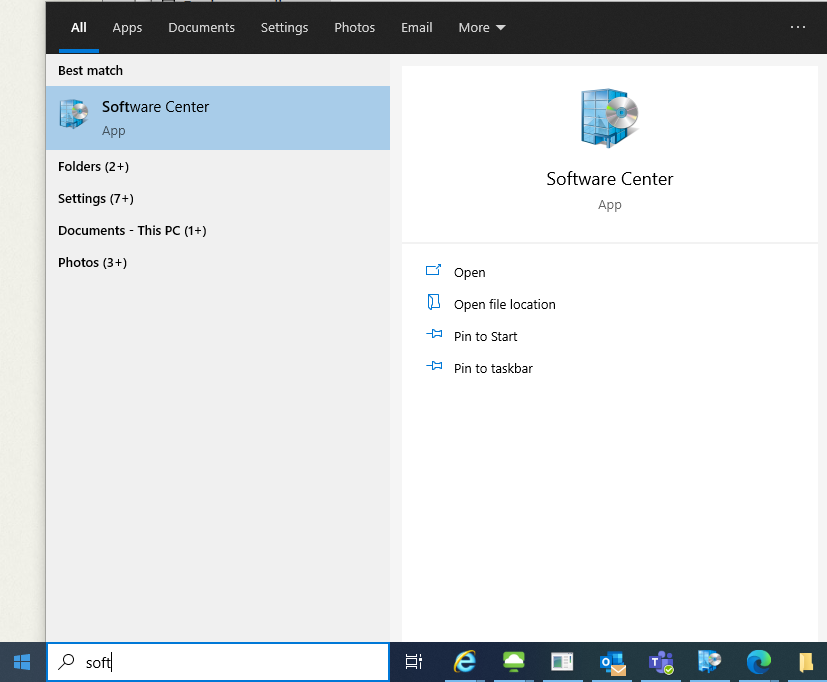 All Apps Documents Settings Photos Email More
Best match
Software Center
App
Folders (2+)
Settings (7+)
Documents - This PC (1+)
Photos (3+)
Software Center
App
Open
Open file location
Pin to Start
Pin to taskbar
soft